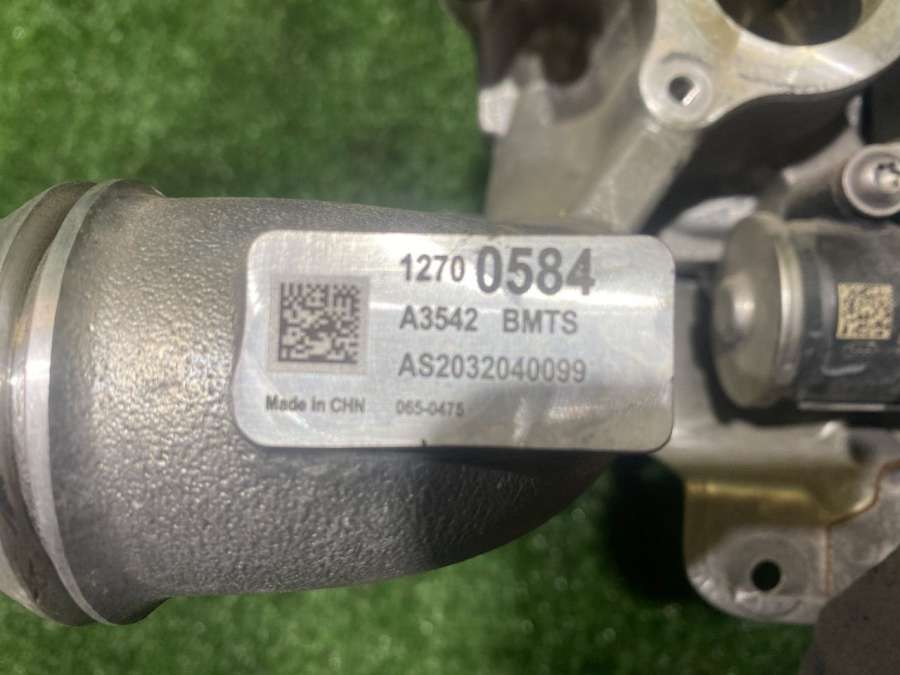 1270 0584
A3542 BMTS
AS2032040099
Made in CHN 065-0475